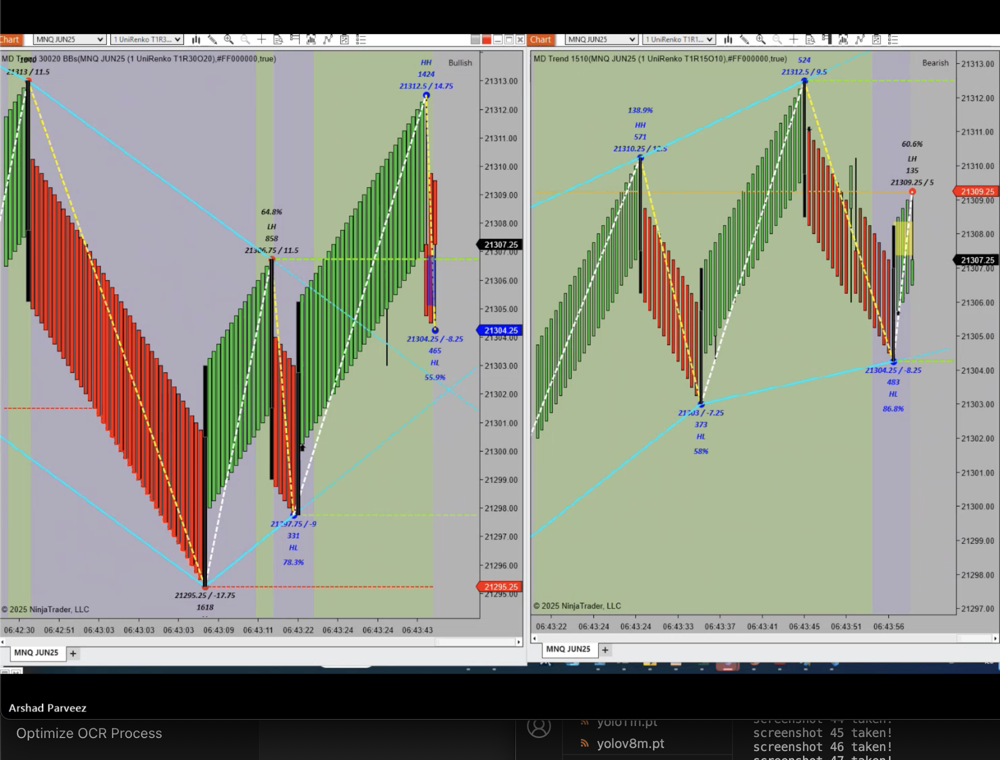 Chart
MNQ JUN25
1 UniRenko T1R3...
MD Trend 30020 BBs(MNQ JUN25 (1 UniRenko T1R30O20),#FF000000,true)
Bullish
21313 / 11.5
HH
1424
21312.5 / 14.75
64.8%
LH
858
21306.75 / 11.5
21304.25 / -8.25
465
HL
55.9%
21297.75 / -9
331
HL
78.3%
21295.25 / -17.75
1618
21313.00
21312.00
21311.00
21310.00
21309.00
21308.00
21307.25
21306.00
21305.00
21304.25
21303.00
21302.00
21301.00
21300.00
21299.00
21298.00
21297.00
21296.00
21295.25
© 2025 NinjaTrader, LLC
06:42:30
06:42:51
06:43:03
06:43:03
06:43:03
06:43:09
06:43:11
06:43:22
06:43:24
06:43:24
06:43:43
MNQ JUN25
+
Chart
MNQ JUN25
1 UniRenko T1R1...
MD Trend 1510(MNQ JUN25 (1 UniRenko T1R15O10),#FF000000,true)
Bearish
524
21312.5 / 9.5
138.9%
HH
571
60.6%
LH
135
21309.25 / 5
21303 / -7.25
373
HL
58%
21304.25 / -8.25
483
HL
86.8%
21313.00
21312.00
21311.00
21310.00
21309.25
21308.00
21307.25
21306.00
21305.00
21304.00
21303.00
21302.00
21301.00
21300.00
21299.00
21298.00
21297.00
© 2025 NinjaTrader, LLC
06:43:22
06:43:24
06:43:24
06:43:33
06:43:37
06:43:41
06:43:45
06:43:51
06:43:56
MNQ JUN25
+
Arshad Parveez
Optimize OCR Process
yolo11n.pt
yolov8m.pt
screenshot 44 taken!
screenshot 45 taken!
screenshot 46 taken!
screenshot 47 taken!